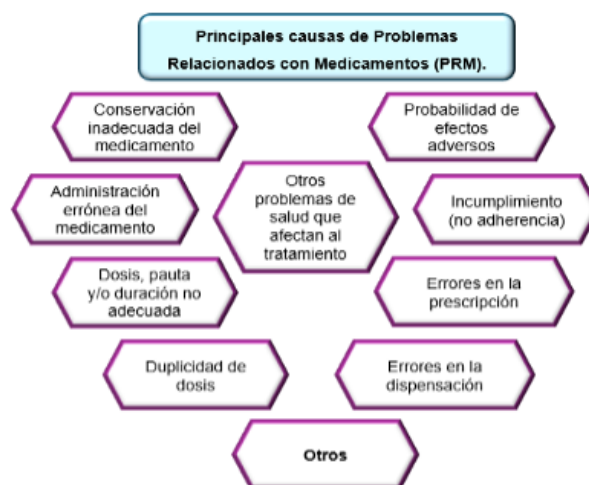 Principales causas de Problemas
Relacionados con Medicamentos (PRM).
Conservación
inadecuada del
medicamento
Probabilidad de
efectos
adversos
Administración
errónea del
medicamento
Otros
problemas de
salud que
afectan al
tratamiento
Incumplimiento
(no adherencia)
Dosis, pauta
y/o duración no
adecuada
Errores en la
prescripción
Duplicidad de
dosis
Errores en la
dispensación
Otros